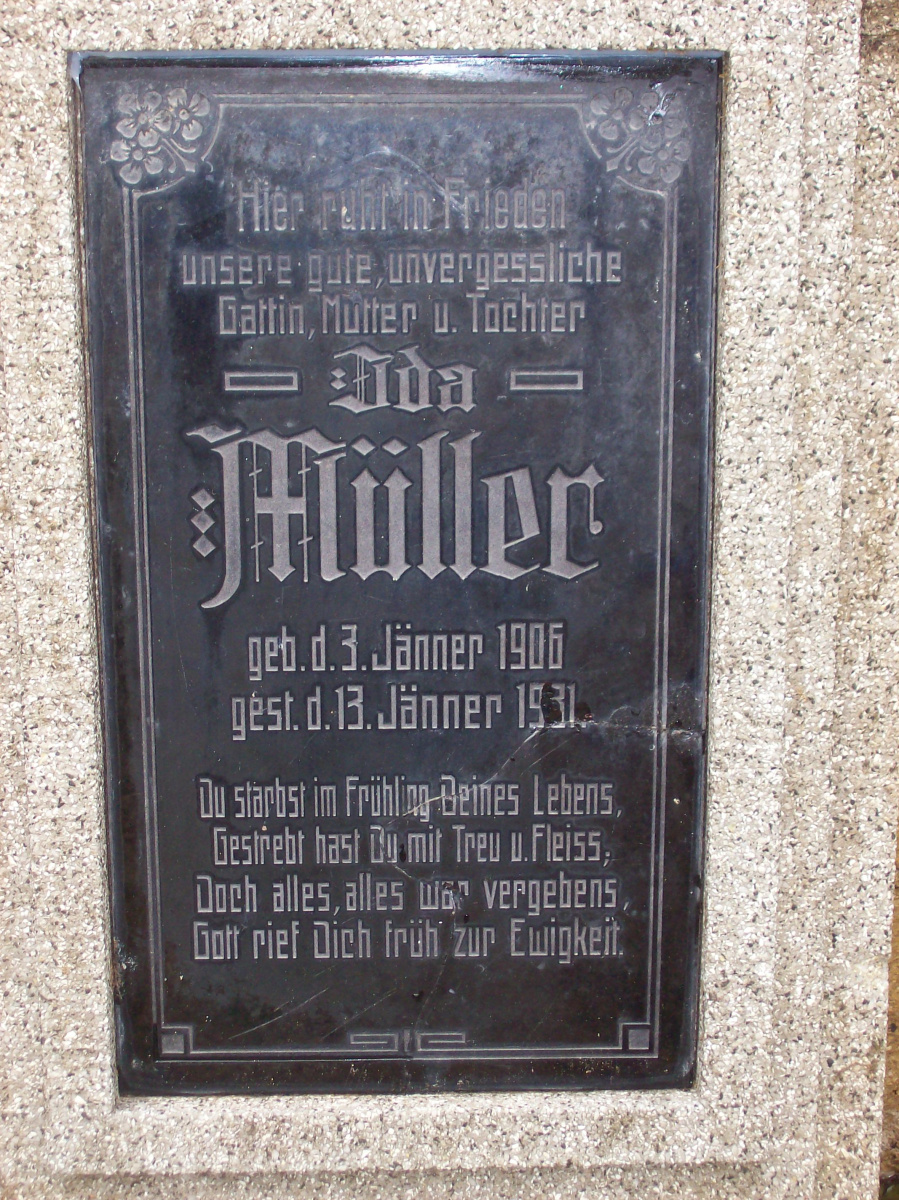 Hier ruht in Frieden
unsere gute, unvergessliche
Gattin, Mutter u. Tochter
Ida
Müller
geb. d. 3. Jänner 1906
gest. d. 13. Jänner 1931.
Du starbst im Frühling Deines Lebens,
Gestrebt hast Du mit Treu u. Fleiss,
Doch alles, alles war vergebens,
Gott rief Dich früh zur Ewigkeit.